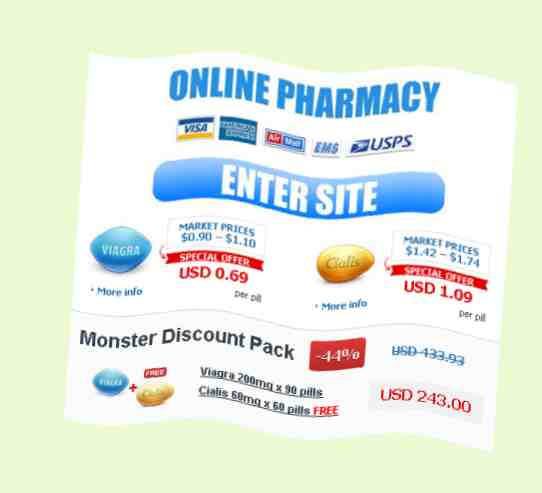 ONLINE PHARMACY
VISA AMERICAN EXPRESS Air Mail EMS USPS
ENTER SITE
VIAGRA
MARKET PRICES
$0.90 – $1.10
SPECIAL OFFER
USD 0.69
per pill
• More info
Cialis
MARKET PRICES
$1.42 – $1.74
SPECIAL OFFER
USD 1.09
per pill
• More info
Monster Discount Pack -44% USD 433.93
VIAGRA + Cialis FREE
Viagra 200mg x 90 pills
Cialis 60mg x 60 pills FREE
USD 243.00